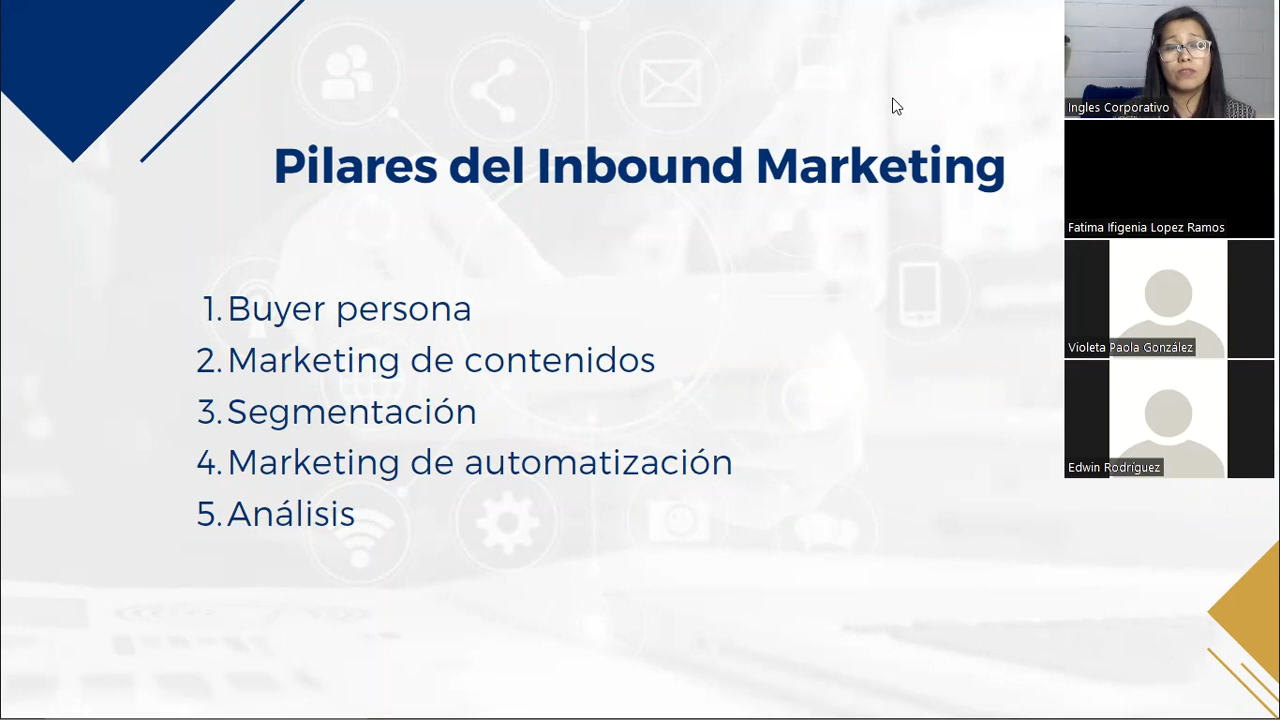 Pilares del Inbound Marketing
1. Buyer persona
2. Marketing de contenidos
3. Segmentación
4. Marketing de automatización
5. Análisis
Ingles Corporativo
Fatima Ifigenia Lopez Ramos
Violeta Paola González
Edwin Rodríguez